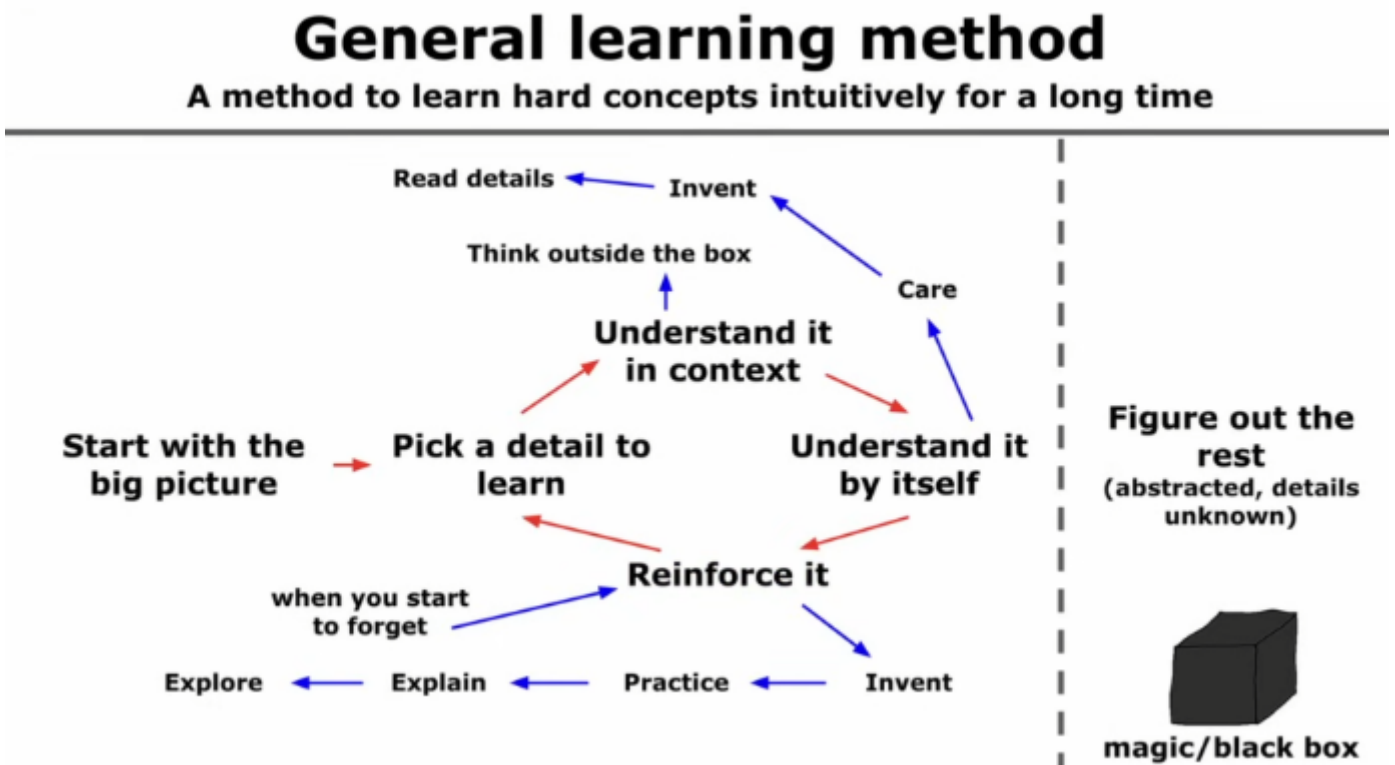 General learning method
A method to learn hard concepts intuitively for a long time
Read details
Invent
Think outside the box
Care
Understand it
in context
Start with the
big picture
Pick a detail to
learn
Understand it
by itself
Reinforce it
when you start
to forget
Explore
Explain
Practice
Invent
Figure out the
rest
(abstracted, details
unknown)
magic/black box